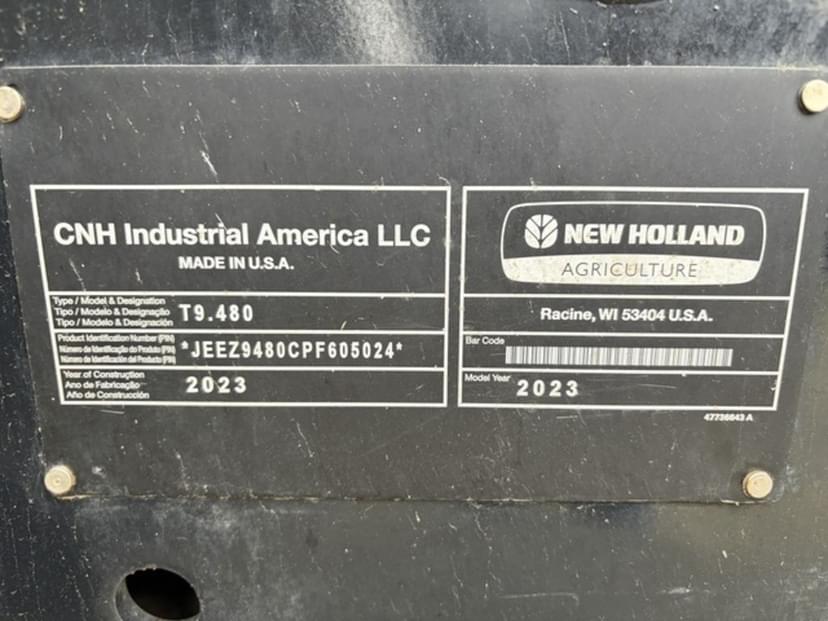 CNH Industrial America LLC
MADE IN U.S.A.
Type / Model & Designation
Tipo / Modelo & Designação
Tipo / Modelo & Designación
T9.480
Product Identification Number (PIN)
Número de Identificação do Produto (PIN)
Número de Identificación del Producto (PIN)
*JEEZ9480CPF605024*
Year of Construction
Ano de Fabricação
Año de Construcción
2023
NEW HOLLAND
AGRICULTURE
Racine, WI 53404 U.S.A.
Bar Code
Model Year
2023
47736643 A